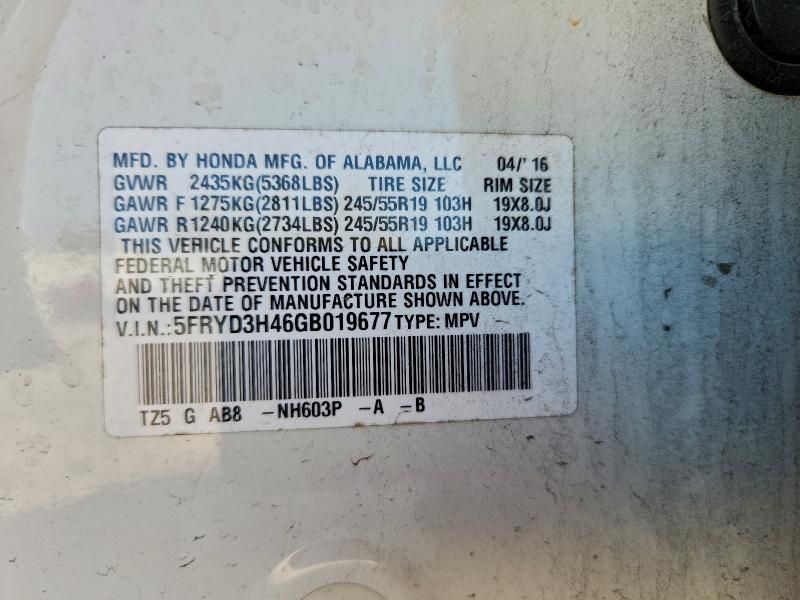 MFD. BY HONDA MFG. OF ALABAMA, LLC 04/'16
GVWR 2435KG(5368LBS) TIRE SIZE RIM SIZE
GAWR F 1275KG(2811LBS) 245/55R19 103H 19X8.0J
GAWR R 1240KG(2734LBS) 245/55R19 103H 19X8.0J
THIS VEHICLE CONFORMS TO ALL APPLICABLE
FEDERAL MOTOR VEHICLE SAFETY
AND THEFT PREVENTION STANDARDS IN EFFECT
ON THE DATE OF MANUFACTURE SHOWN ABOVE.
V.I.N.:5FRYD3H46GB019677 TYPE: MPV
TZ5 G AB8 -NH603P -A -B